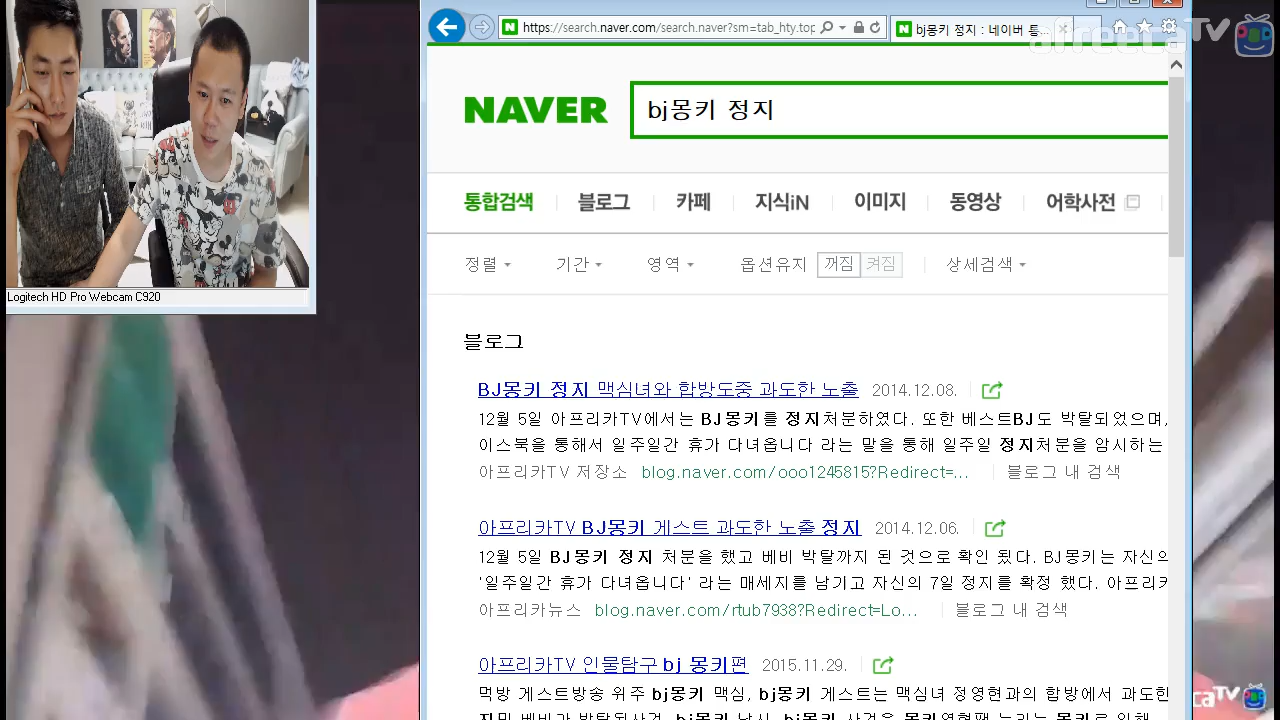 https://search.naver.com/search.naver?sm=tab_hty.top
bj몽키 정지 : 네이버 통...
afreecaTV
NAVER
bj몽키 정지
통합검색 블로그 카페 지식iN 이미지 동영상 어학사전
정렬 기간 영역 옵션유지 꺼짐 켜짐 상세검색
Logitech HD Pro Webcam C920
블로그
BJ몽키 정지 맥심녀와 합방도중 과도한 노출 2014.12.08.
12월 5일 아프리카TV에서는 BJ몽키를 정지처분하였다. 또한 베스트BJ도 박탈되었으며,
이스북을 통해서 일주일간 휴가 다녀옵니다 라는 말을 통해 일주일 정지처분을 암시하는
아프리카TV 저장소 blog.naver.com/ooo1245815?Redirect=... 블로그 내 검색
아프리카TV BJ몽키 게스트 과도한 노출 정지 2014.12.06.
12월 5일 BJ몽키 정지 처분을 했고 베비 박탈까지 된 것으로 확인 됬다. BJ몽키는 자신의
'일주일간 휴가 다녀옵니다' 라는 매세지를 남기고 자신의 7일 정지를 확정 했다. 아프리카
아프리카뉴스 blog.naver.com/rtub7938?Redirect=Lo... 블로그 내 검색
아프리카TV 인물탐구 bj 몽키편 2015.11.29.
먹방 게스트방송 위주 bj몽키 맥심, bj몽키 게스트는 맥심녀 정영현과의 합방에서 과도한
caTV